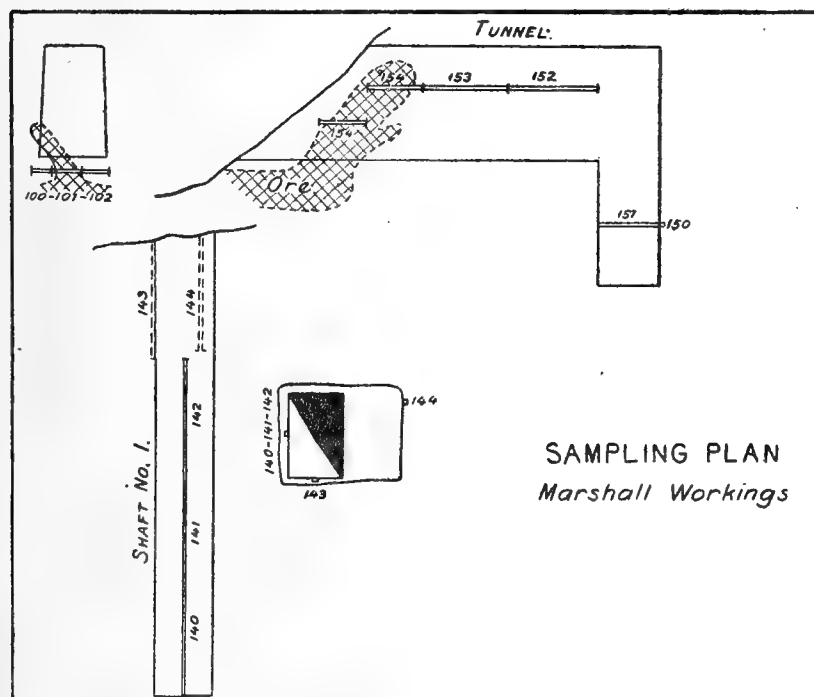 TUNNEL.
154 153 152
154
Ore
100-101-102
157 150
143 144
142
SHAFT No. 1.
141
140
140-141-142
144
143
SAMPLING PLAN
Marshall Workings